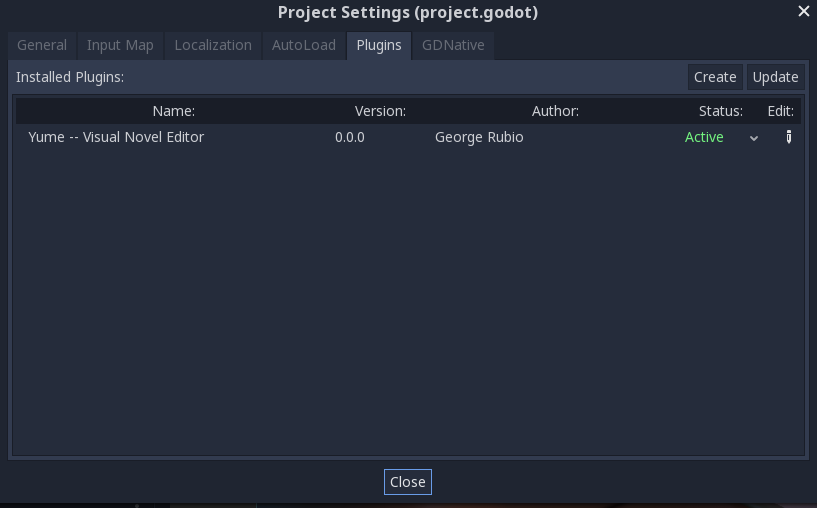 Project Settings (project.godot)
General Input Map Localization AutoLoad Plugins GDNative
Installed Plugins: Create Update
Name: Version: Author: Status: Edit:
Yume -- Visual Novel Editor 0.0.0 George Rubio Active
Close